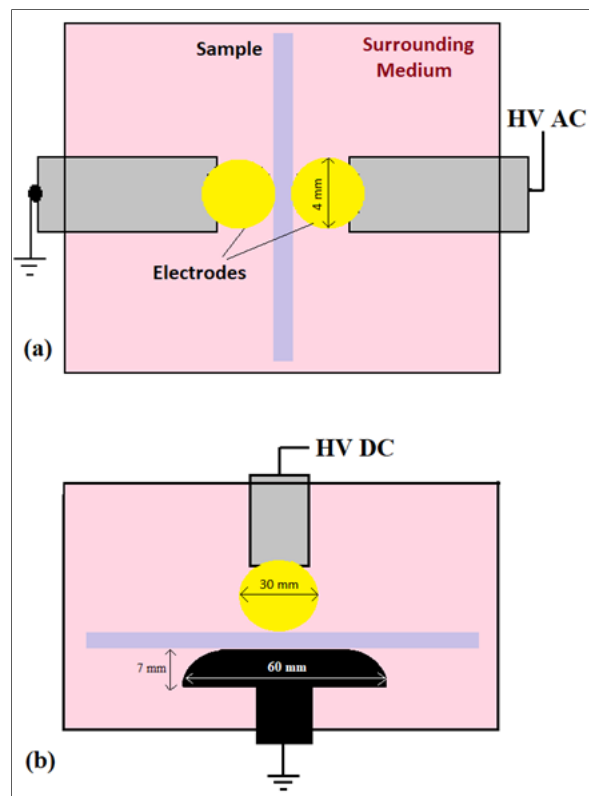 Sample
Surrounding
Medium
HV AC
4 mm
Electrodes
(a)
HV DC
30 mm
7 mm
60 mm
(b)